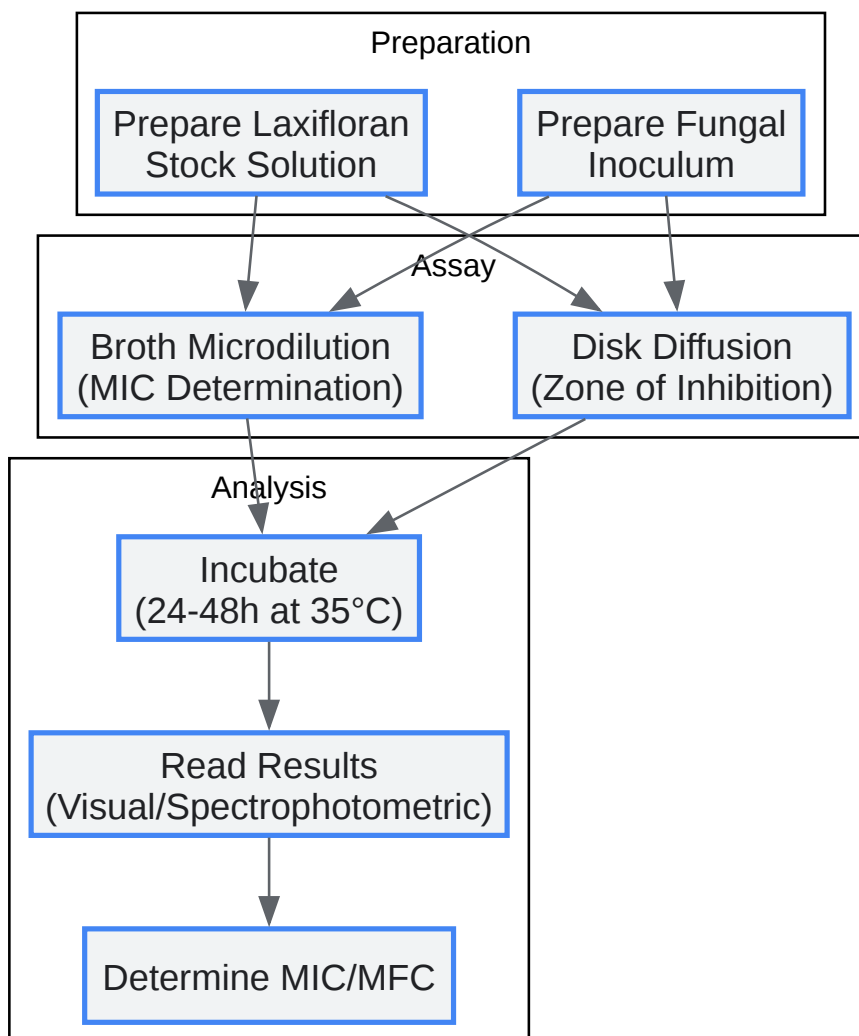 Preparation
Prepare Laxifloran
Stock Solution
Prepare Fungal
Inoculum
Assay
Broth Microdilution
(MIC Determination)
Disk Diffusion
(Zone of Inhibition)
Analysis
Incubate
(24-48h at 35°C)
Read Results
(Visual/Spectrophotometric)
Determine MIC/MFC